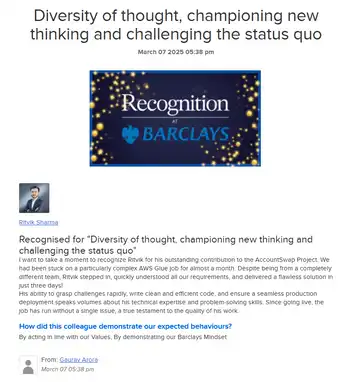 Diversity of thought, championing new
thinking and challenging the status quo
March 07 2025 05:38 pm
Recognition
AT
BARCLAYS
Ritvik Sharma
Recognised for "Diversity of thought, championing new thinking and
challenging the status quo"
I want to take a moment to recognize Ritvik for his outstanding contribution to the AccountSwap Project. We
had been stuck on a particularly complex AWS Glue job for almost a month. Despite being from a completely
different team, Ritvik stepped in, quickly understood all our requirements, and delivered a flawless solution in
just three days!
His ability to grasp challenges rapidly, write clean and efficient code, and ensure a seamless production
deployment speaks volumes about his technical expertise and problem-solving skills. Since going live, the
job has run without a single issue, a true testament to the quality of his work.
How did this colleague demonstrate our expected behaviours?
By acting in line with our Values, By demonstrating our Barclays Mindset
From: Gaurav Arora
March 07 05:38 pm